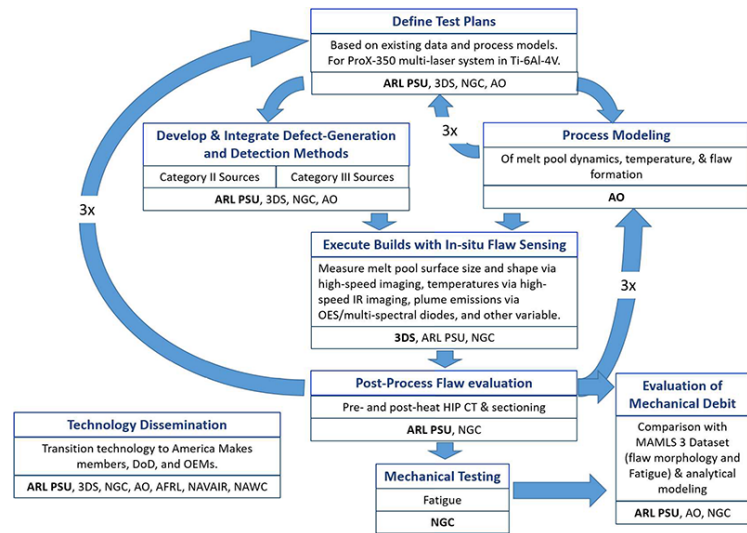 Define Test Plans
Based on existing data and process models.
For ProX-350 multi-laser system in Ti-6Al-4V.
ARL PSU, 3DS, NGC, AO
Develop & Integrate Defect-Generation
and Detection Methods
Category II Sources
Category III Sources
ARL PSU, 3DS, NGC, AO
3x
Process Modeling
Of melt pool dynamics, temperature, & flaw
formation
AO
3x
Execute Builds with In-situ Flaw Sensing
Measure melt pool surface size and shape via
high-speed imaging, temperatures via high-
speed IR imaging, plume emissions via
OES/multi-spectral diodes, and other variable.
3DS, ARL PSU, NGC
3x
Post-Process Flaw evaluation
Pre- and post-heat HIP CT & sectioning
ARL PSU, NGC
Evaluation of
Mechanical Debit
Comparison with
MAMLS 3 Dataset
(flaw morphology and
Fatigue) & analytical
modeling
ARL PSU, AO, NGC
Technology Dissemination
Transition technology to America Makes
members, DoD, and OEMs.
ARL PSU, 3DS, NGC, AO, AFRL, NAVAIR, NAWC
Mechanical Testing
Fatigue
NGC